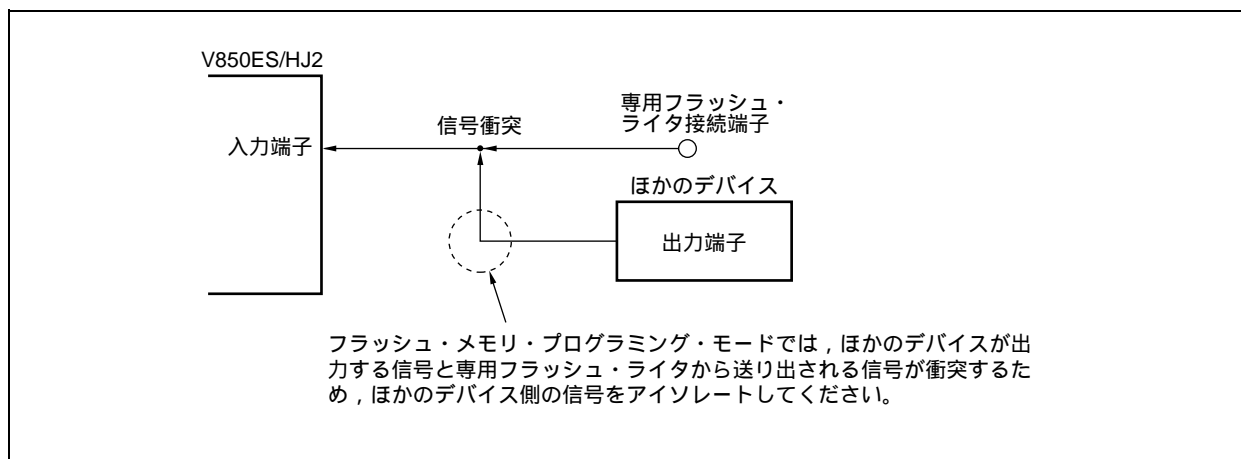 V850ES/HJ2
入力端子
信号衝突
専用フラッシュ・
ライタ接続端子
ほかのデバイス
出力端子
フラッシュ・メモリ・プログラミング・モードでは，ほかのデバイスが出
力する信号と専用フラッシュ・ライタから送り出される信号が衝突するた
め，ほかのデバイス側の信号をアイソレートしてください。